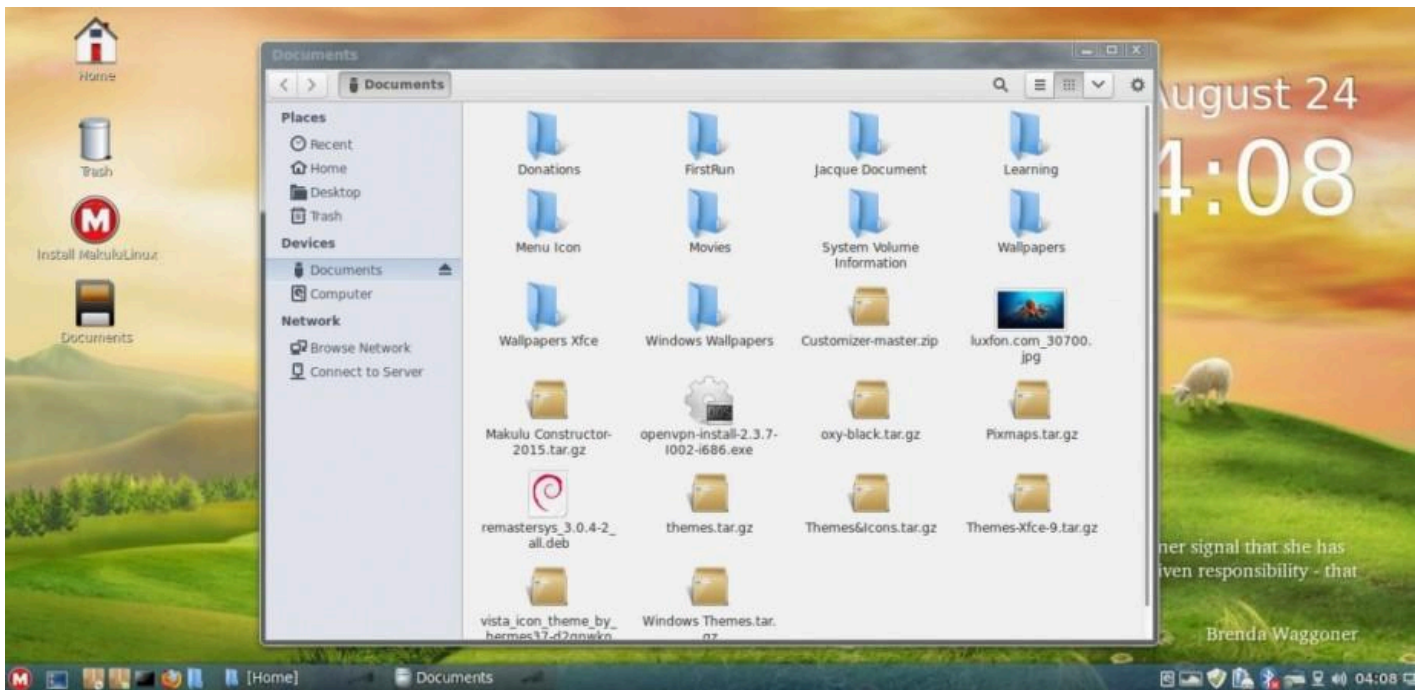 Home
Trash
Install MakuluLinux
Documents
Documents
Documents
Places
Recent
Home
Desktop
Trash
Devices
Documents
Computer
Network
Browse Network
Connect to Server
Donations
FirstRun
Jacque Document
Learning
Menu Icon
Movies
System Volume
Information
Wallpapers
Wallpapers Xfce
Windows Wallpapers
Customizer-master.zip
luxfon.com_30700.
jpg
Makulu Constructor-
2015.tar.gz
openvpn-install-2.3.7-
I002-i686.exe
oxy-black.tar.gz
Pixmaps.tar.gz
remastersys_3.0.4-2_
all.deb
themes.tar.gz
Themes&Icons.tar.gz
Themes-Xfce-9.tar.gz
vista_icon_theme_by_
Windows Themes.tar.
gz
August 24
4:08
ner signal that she has
iven responsibility - that
Brenda Waggoner
[Home]
Documents
04:08